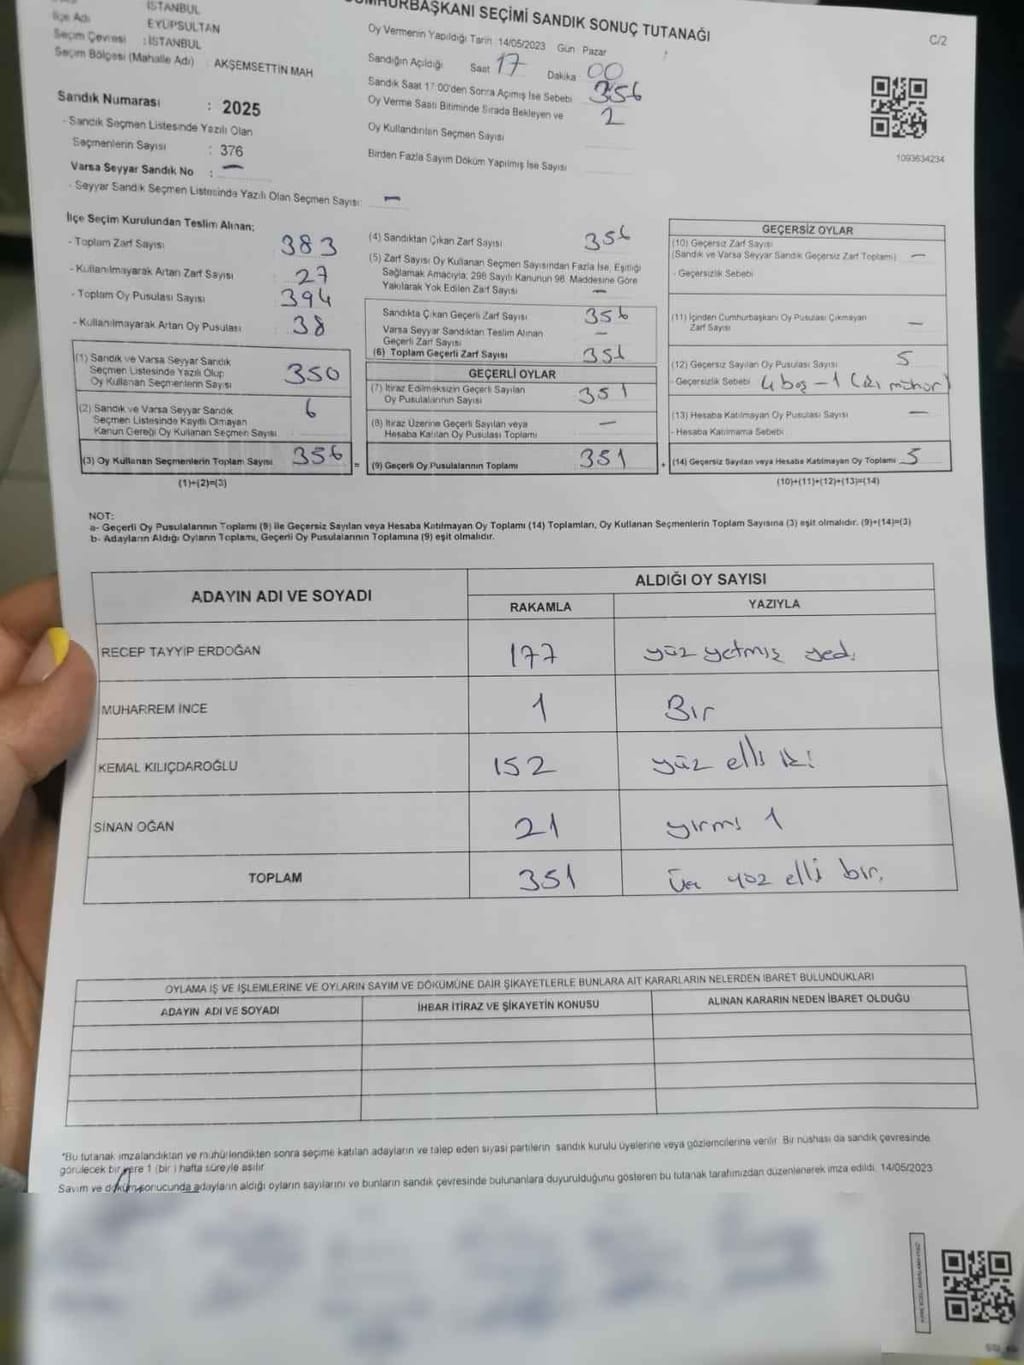 İSTANBUL
CUMHURBAŞKANI SEÇİMİ SANDIK SONUÇ TUTANAĞI
C/2
İlçe Adı EYÜPSULTAN
Seçim Çevresi : İSTANBUL
Seçim Bölgesi (Mahalle Adı) AKŞEMSETTİN MAH
Sandık Numarası : 2025
- Sandık Seçmen Listesinde Yazılı Olan
Seçmenlerin Sayısı : 376
Varsa Seyyar Sandık No : —
- Seyyar Sandık Seçmen Listesinde Yazılı Olan Seçmen Sayısı: —
Oy Vermenin Yapıldığı Tarih 14/05/2023 Gün Pazar
Sandığın Açıldığı Saat 17 Dakika 00
Sandık Saat 17:00'den Sonra Açımış İse Sebebi 356
Oy Verme Saati Bitiminde Sırada Bekleyen ve 2
Oy Kullandırılan Seçmen Sayısı
Birden Fazla Sayım Döküm Yapılmış İse Sayısı
1093634234
İlçe Seçim Kurulundan Teslim Alınan;
- Toplam Zarf Sayısı 383
- Kullanılmayarak Artan Zarf Sayısı 27
- Toplam Oy Pusulası Sayısı 394
- Kullanılmayarak Artan Oy Pusulası 38
(1) Sandık ve Varsa Seyyar Sandık
Seçmen Listesinde Yazılı Olup
Oy Kullanan Seçmenlerin Sayısı 350
(2) Sandık ve Varsa Seyyar Sandık 6
Seçmen Listesinde Kayıtlı Olmayan
Kanun Gereği Oy Kullanan Seçmen Sayısı
(3) Oy Kullanan Seçmenlerin Toplam Sayısı 356 =
(1)+(2)=(3)
(4) Sandıktan Çıkan Zarf Sayısı 356
(5) Zarf Sayısı Oy Kullanan Seçmen Sayısından Fazla İse, Eşitliği
Sağlamak Amacıyla; 298 Sayılı Kanunun 98. Maddesine Göre
Yakılarak Yok Edilen Zarf Sayısı —
Sandıkta Çıkan Geçerli Zarf Sayısı 356
Varsa Seyyar Sandıktan Teslim Alınan —
Geçerli Zarf Sayısı
(6) Toplam Geçerli Zarf Sayısı 356
GEÇERLİ OYLAR
(7) İtiraz Edilmeksizin Geçerli Sayılan
Oy Pusulalarının Sayısı 351
(8) İtiraz Üzerine Geçerli Sayılan veya —
Hesaba Katılan Oy Pusulası Toplamı
(9) Geçerli Oy Pusulalarının Toplamı 351 +
GEÇERSİZ OYLAR
(10) Geçersiz Zarf Sayısı
(Sandık ve Varsa Seyyar Sandık Geçersiz Zarf Toplamı) —
- Geçersizlik Sebebi
(11) İçinden Cumhurbaşkanı Oy Pusulası Çıkmayan
Zarf Sayısı —
(12) Geçersiz Sayılan Oy Pusulası Sayısı 5
- Geçersizlik Sebebi 4 boş – 1 (iki mühür)
(13) Hesaba Katılmayan Oy Pusulası Sayısı —
- Hesaba Katılmama Sebebi
(14) Geçersiz Sayılan veya Hesaba Katılmayan Oy Toplamı 5
(10)+(11)+(12)+(13)=(14)
NOT:
a- Geçerli Oy Pusulalarının Toplamı (9) ile Geçersiz Sayılan veya Hesaba Katılmayan Oy Toplamı (14) Toplamları, Oy Kullanan Seçmenlerin Toplam Sayısına (3) eşit olmalıdır. (9)+(14)=(3)
b- Adayların Aldığı Oyların Toplamı, Geçerli Oy Pusulalarının Toplamına (9) eşit olmalıdır.
ADAYIN ADI VE SOYADI
ALDIĞI OY SAYISI
RAKAMLA YAZIYLA
RECEP TAYYİP ERDOĞAN 177 yüz yetmiş yedi
MUHARREM İNCE 1 Bir
KEMAL KILIÇDAROĞLU 152 yüz elli iki
SİNAN OĞAN 21 yirmi 1
TOPLAM 351 Üç yüz elli bir.
OYLAMA İŞ VE İŞLEMLERİNE VE OYLARIN SAYIM VE DÖKÜMÜNE DAİR ŞİKAYETLERLE BUNLARA AİT KARARLARIN NELERDEN İBARET BULUNDUKLARI
ADAYIN ADI VE SOYADI İHBAR İTİRAZ VE ŞİKAYETİN KONUSU ALINAN KARARIN NEDEN İBARET OLDUĞU
*Bu tutanak imzalandıktan ve mühürlendikten sonra seçime katılan adayların ve talep eden siyasi partilerin sandık kurulu üyelerine veya gözlemcilerine verilir. Bir nüshası da sandık çevresinde
görülecek bir yere 1 (bir) hafta süreyle asılır
Sayım ve döküm sonucunda adayların aldığı oyların sayılarını ve bunların sandık çevresinde bulunanlara duyurulduğunu gösteren bu tutanak tarafımızdan düzenlenerek imza edildi. 14/05/2023